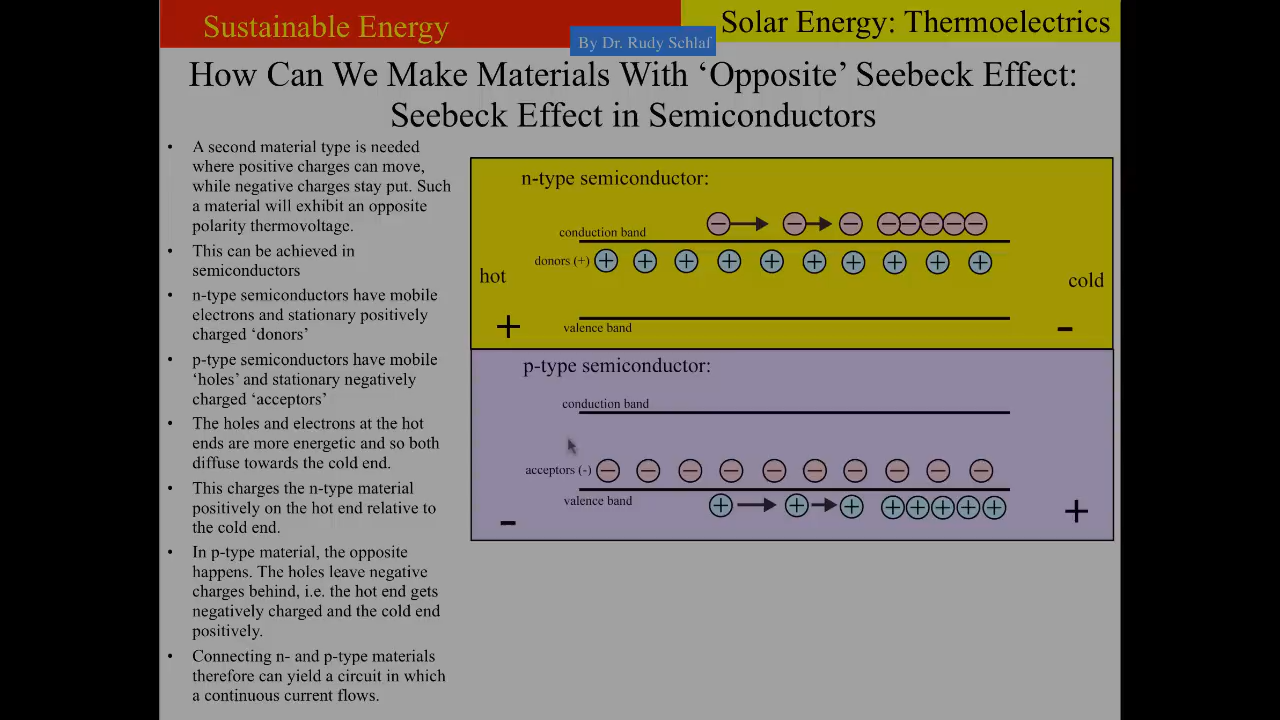 Sustainable Energy
Solar Energy: Thermoelectrics
By Dr. Rudy Schlaf
How Can We Make Materials With ‘Opposite’ Seebeck Effect:
Seebeck Effect in Semiconductors
• A second material type is needed
where positive charges can move,
while negative charges stay put. Such
a material will exhibit an opposite
polarity thermovoltage.
• This can be achieved in
semiconductors
• n-type semiconductors have mobile
electrons and stationary positively
charged ‘donors’
• p-type semiconductors have mobile
‘holes’ and stationary negatively
charged ‘acceptors’
• The holes and electrons at the hot
ends are more energetic and so both
diffuse towards the cold end.
• This charges the n-type material
positively on the hot end relative to
the cold end.
• In p-type material, the opposite
happens. The holes leave negative
charges behind, i.e. the hot end gets
negatively charged and the cold end
positively.
• Connecting n- and p-type materials
therefore can yield a circuit in which
a continuous current flows.
n-type semiconductor:
conduction band
donors (+)
hot
cold
+
-
valence band
p-type semiconductor:
conduction band
acceptors (-)
valence band
-
+